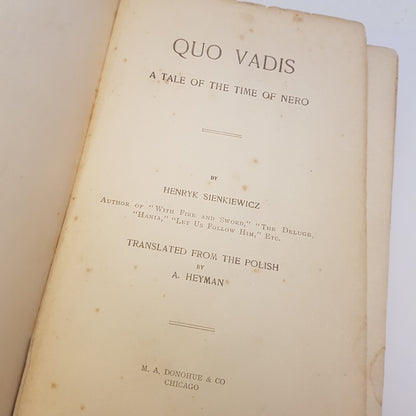 QUO VADIS
A TALE OF THE TIME OF NERO
BY
HENRYK SIENKIEWICZ
AUTHOR OF "WITH FIRE AND SWORD," "THE DELUGE,
"HANIA," "LET US FOLLOW HIM," ETC.
TRANSLATED FROM THE POLISH
BY
A. HEYMAN
M. A. DONOHUE & CO
CHICAGO